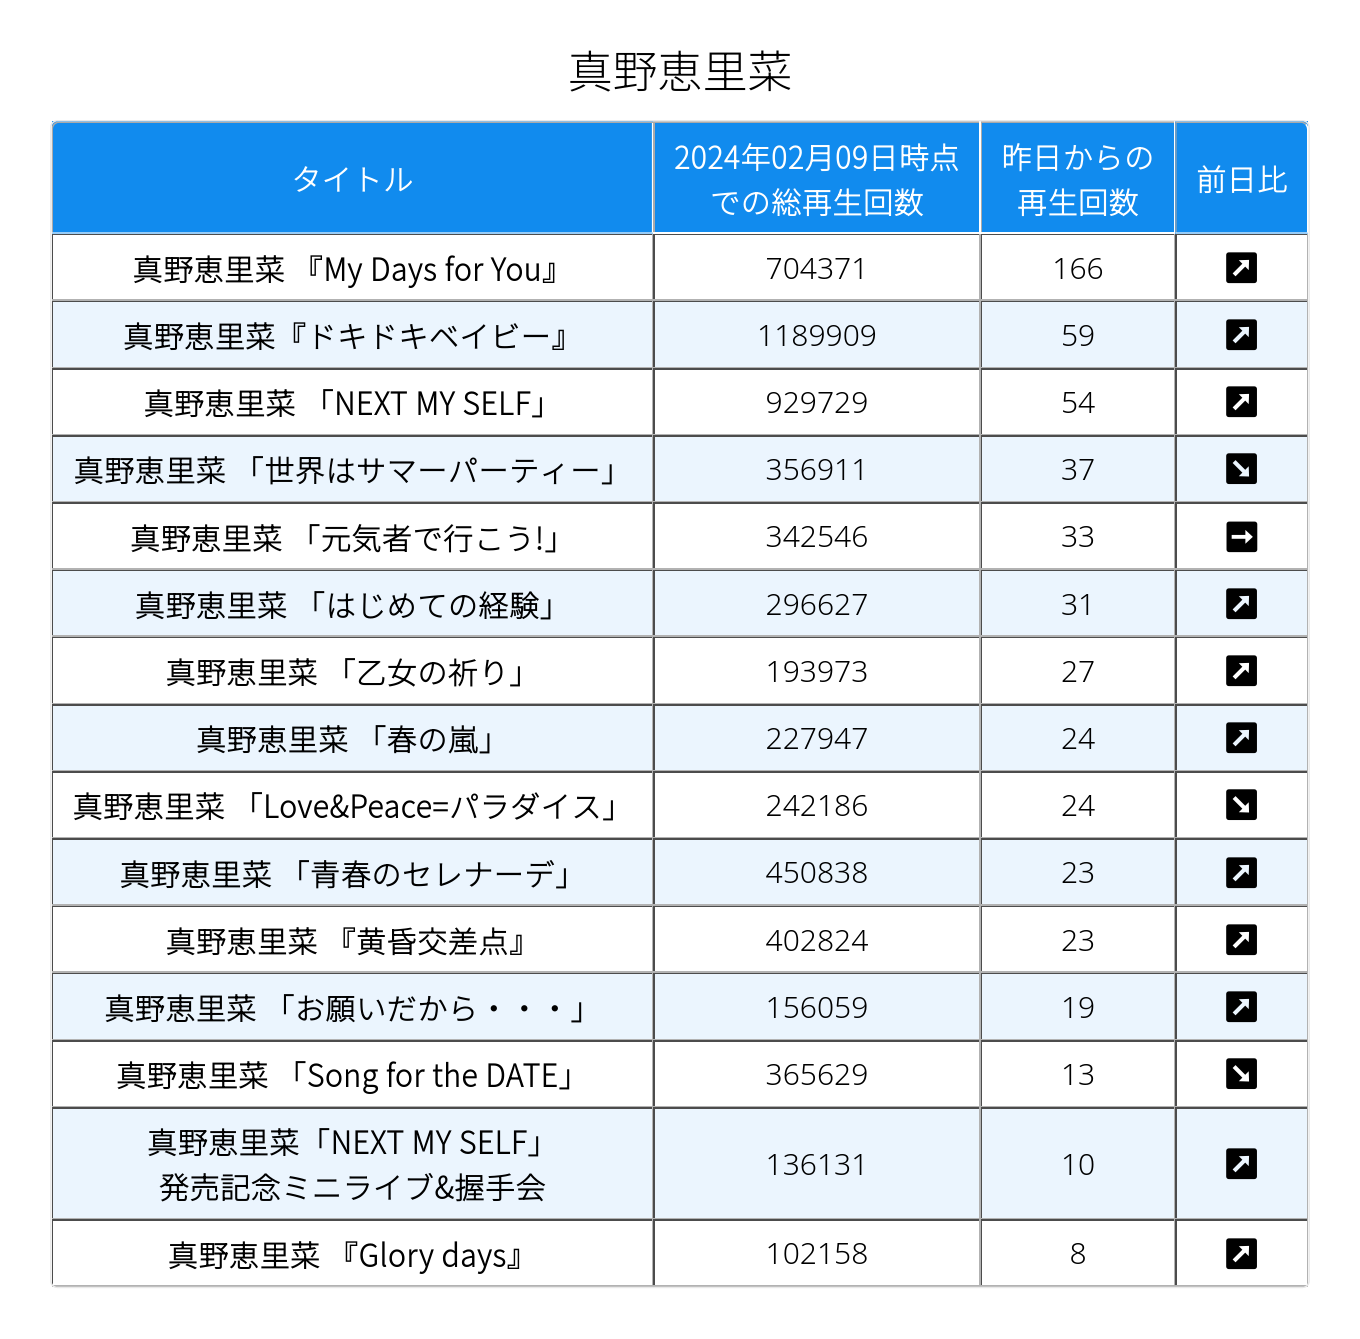 真野恵里菜
タイトル
2024年02月09日時点
での総再生回数
昨日からの
再生回数
前日比
真野恵里菜 『My Days for You』 704371 166 ↗
真野恵里菜『ドキドキベイビー』 1189909 59 ↗
真野恵里菜 「NEXT MY SELF」 929729 54 ↗
真野恵里菜 「世界はサマーパーティー」 356911 37 ↘
真野恵里菜 「元気者で行こう!」 342546 33 →
真野恵里菜 「はじめての経験」 296627 31 ↗
真野恵里菜 「乙女の祈り」 193973 27 ↗
真野恵里菜 「春の嵐」 227947 24 ↗
真野恵里菜 「Love&Peace=パラダイス」 242186 24 ↘
真野恵里菜 「青春のセレナーデ」 450838 23 ↗
真野恵里菜 『黄昏交差点』 402824 23 ↗
真野恵里菜 「お願いだから・・・」 156059 19 ↗
真野恵里菜 「Song for the DATE」 365629 13 ↘
真野恵里菜「NEXT MY SELF」
発売記念ミニライブ&握手会 136131 10 ↗
真野恵里菜 『Glory days』 102158 8 ↗